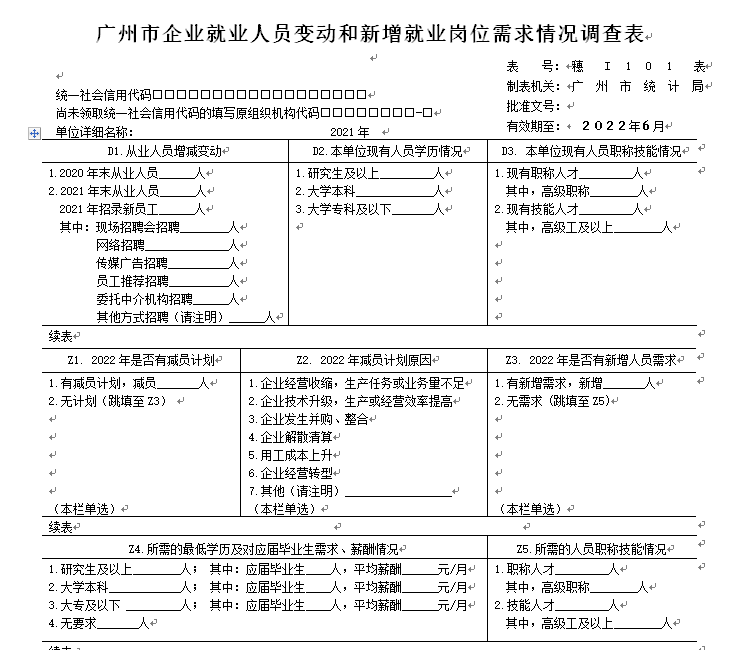 广州市企业就业人员变动和新增就业岗位需求情况调查表
表 号：穗 I 1 0 1 表
制表机关：广 州 市 统 计 局
统一社会信用代码□□□□□□□□□□□□□□□□□□
批准文号：
尚未领取统一社会信用代码的填写原组织机构代码□□□□□□□□-□
有效期至：2022年6月
单位详细名称： 2021 年
D1.从业人员增减变动 D2.本单位现有人员学历情况 D3. 本单位现有人员职称技能情况
1.2020 年末从业人员_____人 1.研究生及以上________人 1.现有职称人才________人
2.2021 年末从业人员_____人 2.大学本科____________人 其中，高级职称________人
2021 年招录新员工_____人 3.大学专科及以下______人 2.现有技能人才________人
其中：现场招聘会招聘_______人 其中，高级工及以上_______人
网络招聘____________人
传媒广告招聘________人
员工推荐招聘________人
委托中介机构招聘_____人
其他方式招聘（请注明）_____人
续表
Z1. 2022 年是否有减员计划 Z2. 2022 年减员计划原因 Z3. 2022 年是否有新增人员需求
1.有减员计划，减员______人 1.企业经营收缩，生产任务或业务量不足 1.有新增需求，新增______人
2.无计划（跳填至 Z3） 2.企业技术升级，生产或经营效率提高 2.无需求（跳填至 Z5)
3.企业发生并购、整合
4.企业解散清算
5.用工成本上升
6.企业经营转型
7.其他（请注明）________________
（本栏单选） （本栏单选） （本栏单选）
续表
Z4.所需的最低学历及对应届毕业生需求、薪酬情况 Z5.所需的人员职称技能情况
1.研究生及以上_______人； 其中：应届毕业生____人，平均薪酬_____元/月 1.职称人才________人
2.大学本科___________人； 其中：应届毕业生____人，平均薪酬_____元/月 其中，高级职称________人
3.大专及以下 ________人； 其中：应届毕业生____人，平均薪酬_____元/月 2.技能人才________人
4.无要求______人 其中，高级工及以上_______人
续表